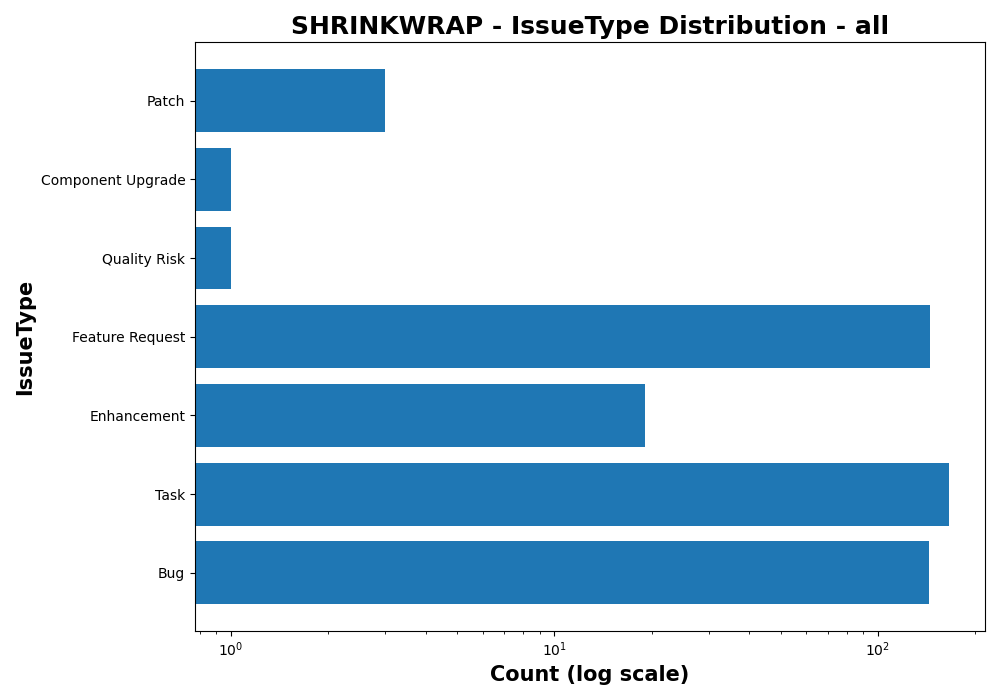 SHRINKWRAP - IssueType Distribution - all
Patch
Component Upgrade
Quality Risk
Feature Request
Enhancement
Task
Bug
IssueType
10⁰ 10¹ 10²
Count (log scale)